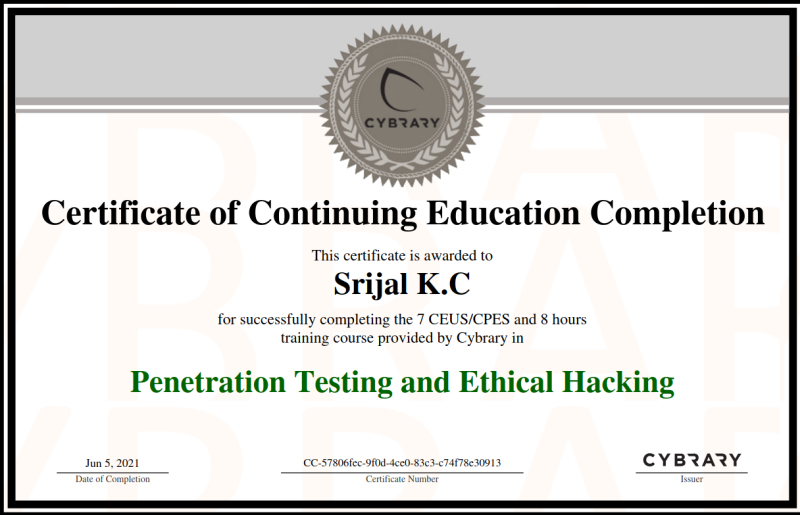 CYBRARY
Certificate of Continuing Education Completion
This certificate is awarded to
Srijal K.C
for successfully completing the 7 CEUS/CPES and 8 hours
training course provided by Cybrary in
Penetration Testing and Ethical Hacking
Jun 5, 2021
Date of Completion
CC-57806fec-9f0d-4ce0-83c3-c74f78e30913
Certificate Number
CYBRARY
Issuer